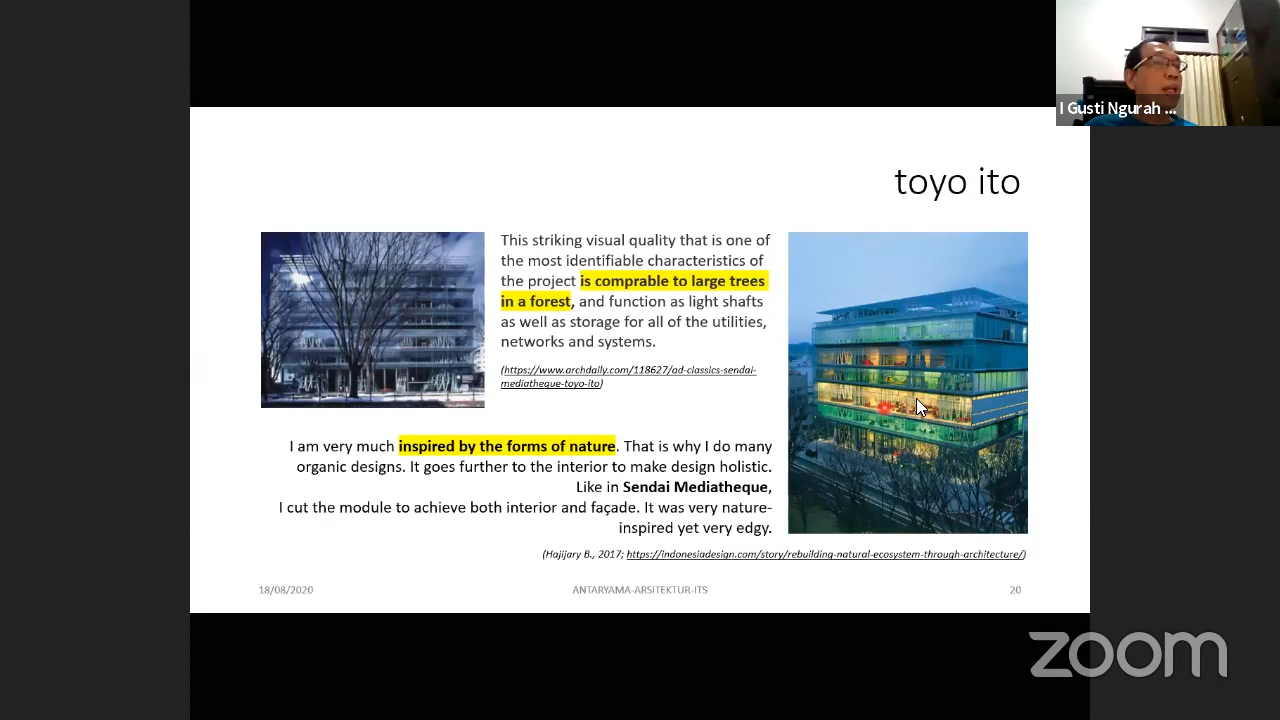 I Gusti Ngurah ...
toyo ito
This striking visual quality that is one of
the most identifiable characteristics of
the project is comprable to large trees
in a forest, and function as light shafts
as well as storage for all of the utilities,
networks and systems.
(https://www.archdaily.com/118627/ad-classics-sendai-
mediatheque-toyo-ito)
I am very much inspired by the forms of nature. That is why I do many
organic designs. It goes further to the interior to make design holistic.
Like in Sendai Mediatheque,
I cut the module to achieve both interior and façade. It was very nature-
inspired yet very edgy.
(Hajijary B., 2017; https://indonesiadesign.com/story/rebuilding-natural-ecosystem-through-architecture/)
18/08/2020
ANTARYAMA-ARSITEKTUR-ITS
20
zoom